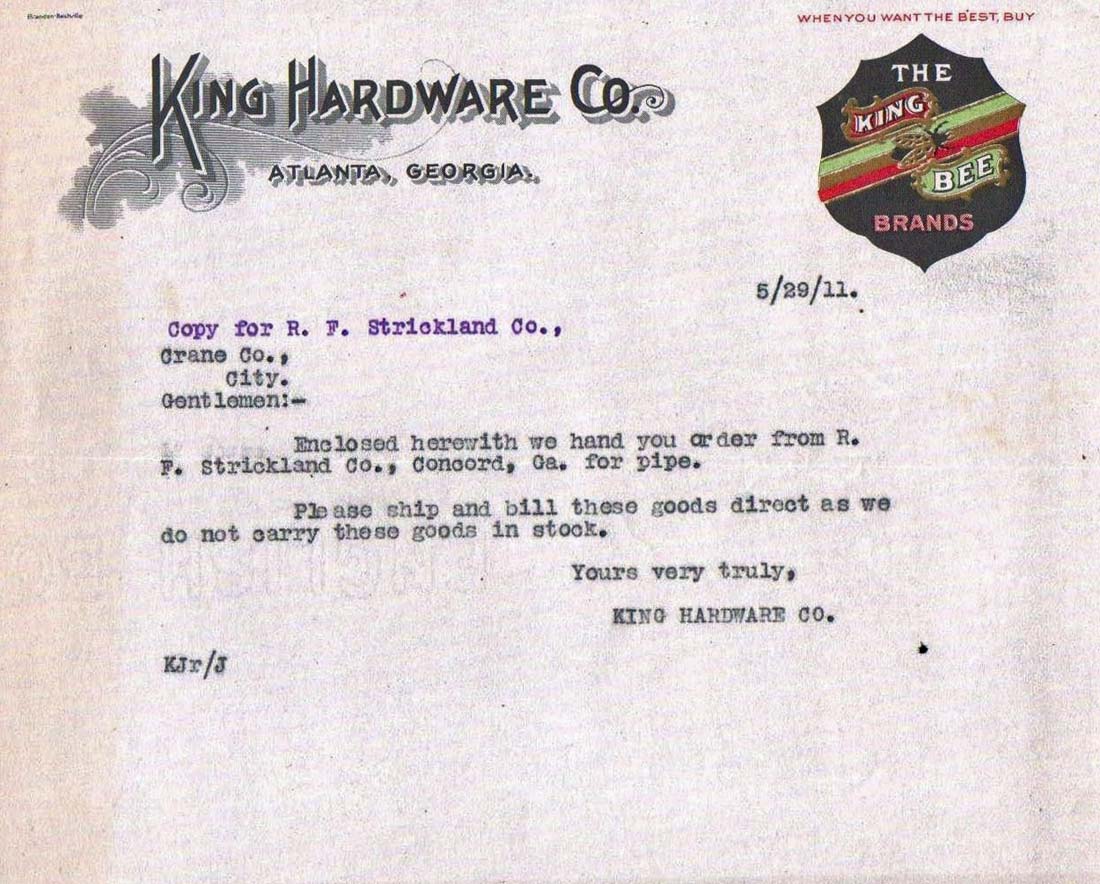 Brandon-Nashville
WHEN YOU WANT THE BEST, BUY
KING HARDWARE CO.
ATLANTA, GEORGIA.
THE
KING
BEE
BRANDS
5/29/11.
Copy for R. F. Strickland Co.,
Crane Co.,
City.
Gentlemen:-
Enclosed herewith we hand you order from R.
F. Strickland Co., Concord, Ga. for pipe.
Please ship and bill these goods direct as we
do not carry these goods in stock.
Yours very truly,
KING HARDWARE CO.
KJr/J